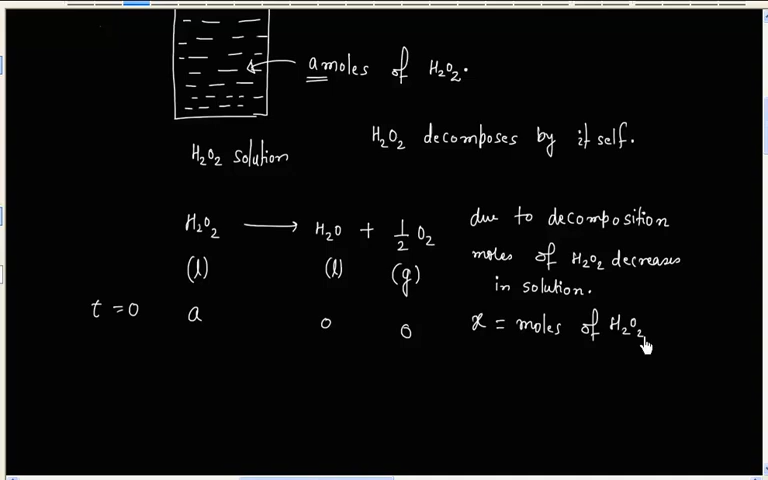 a moles of H₂O₂.
H₂O₂ decomposes by itself.
H₂O₂ solution
H₂O₂ ⟶ H₂O + 1/2 O₂
(l) (l) (g)
due to decomposition
moles of H₂O₂ decreases
in solution.
t = 0 a 0 0
x = moles of H₂O₂